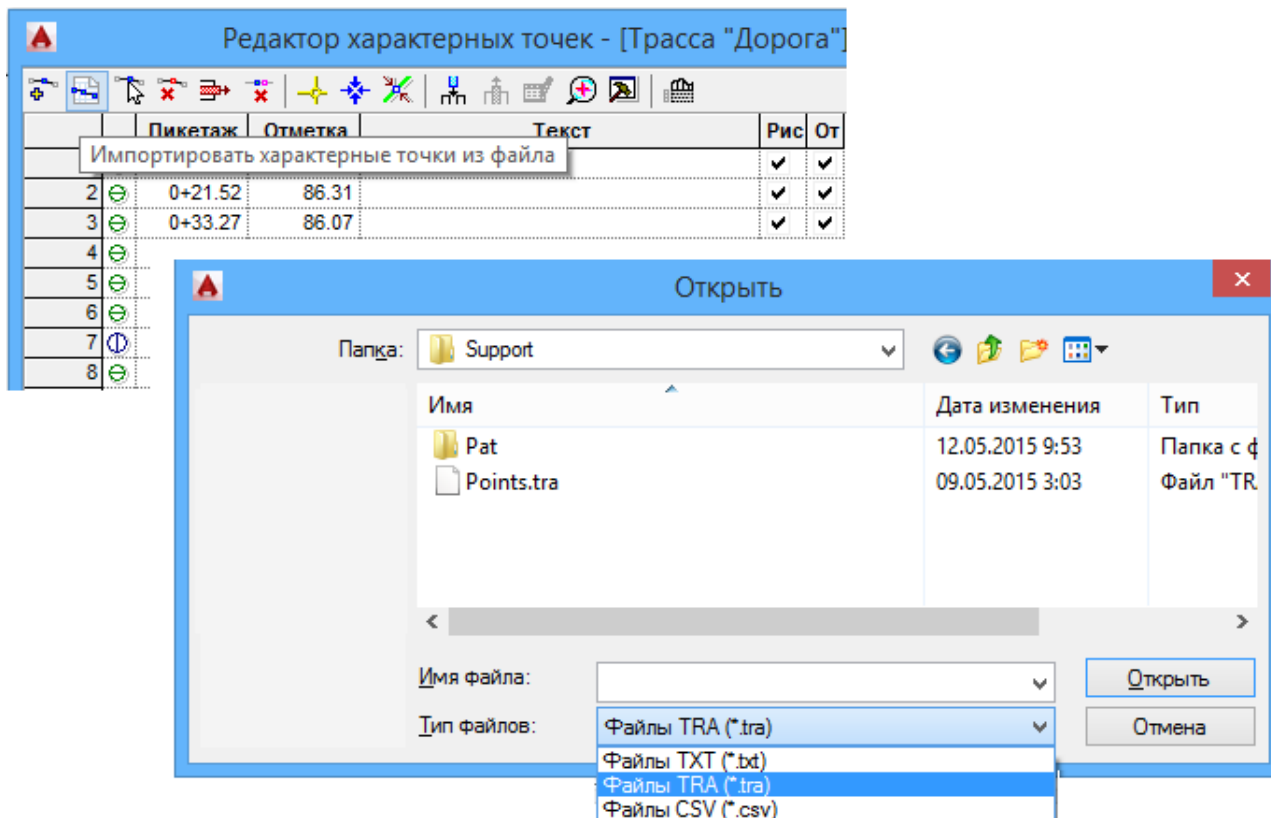 Редактор характерных точек - [Трасса "Дорога"]
Пикетаж Отметка Текст Рис От
Импортировать характерные точки из файла
2 0+21.52 86.31
3 0+33.27 86.07
4
5
6
7
8
Открыть
Папка: Support
Имя Дата изменения Тип
Pat 12.05.2015 9:53 Папка с ф
Points.tra 09.05.2015 3:03 Файл "TR
Имя файла: Открыть
Тип файлов: Файлы TRA (*.tra) Отмена
Файлы TXT (*.txt)
Файлы TRA (*.tra)
Файлы CSV (*.csv)